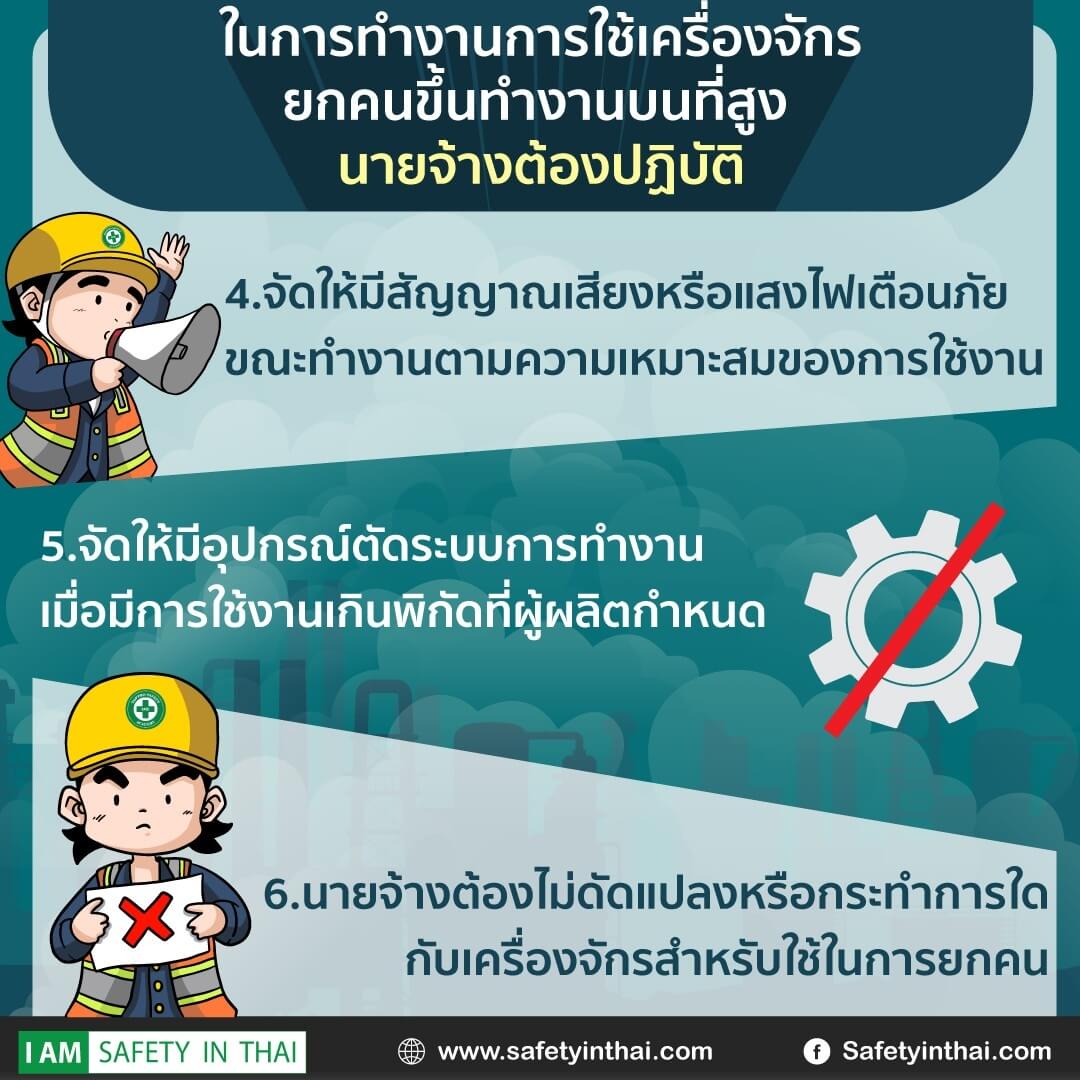 ในการทำงานการใช้เครื่องจักร
ยกคนขึ้นทำงานบนที่สูง
นายจ้างต้องปฏิบัติ
4.จัดให้มีสัญญาณเสียงหรือแสงไฟเตือนภัย
ขณะทำงานตามความเหมาะสมของการใช้งาน
5.จัดให้มีอุปกรณ์ตัดระบบการทำงาน
เมื่อมีการใช้งานเกินพิกัดที่ผู้ผลิตกำหนด
6.นายจ้างต้องไม่ดัดแปลงหรือกระทำการใด
กับเครื่องจักรสำหรับใช้ในการยกคน
I AM SAFETY IN THAI
www.safetyinthai.com
Safetyinthai.com